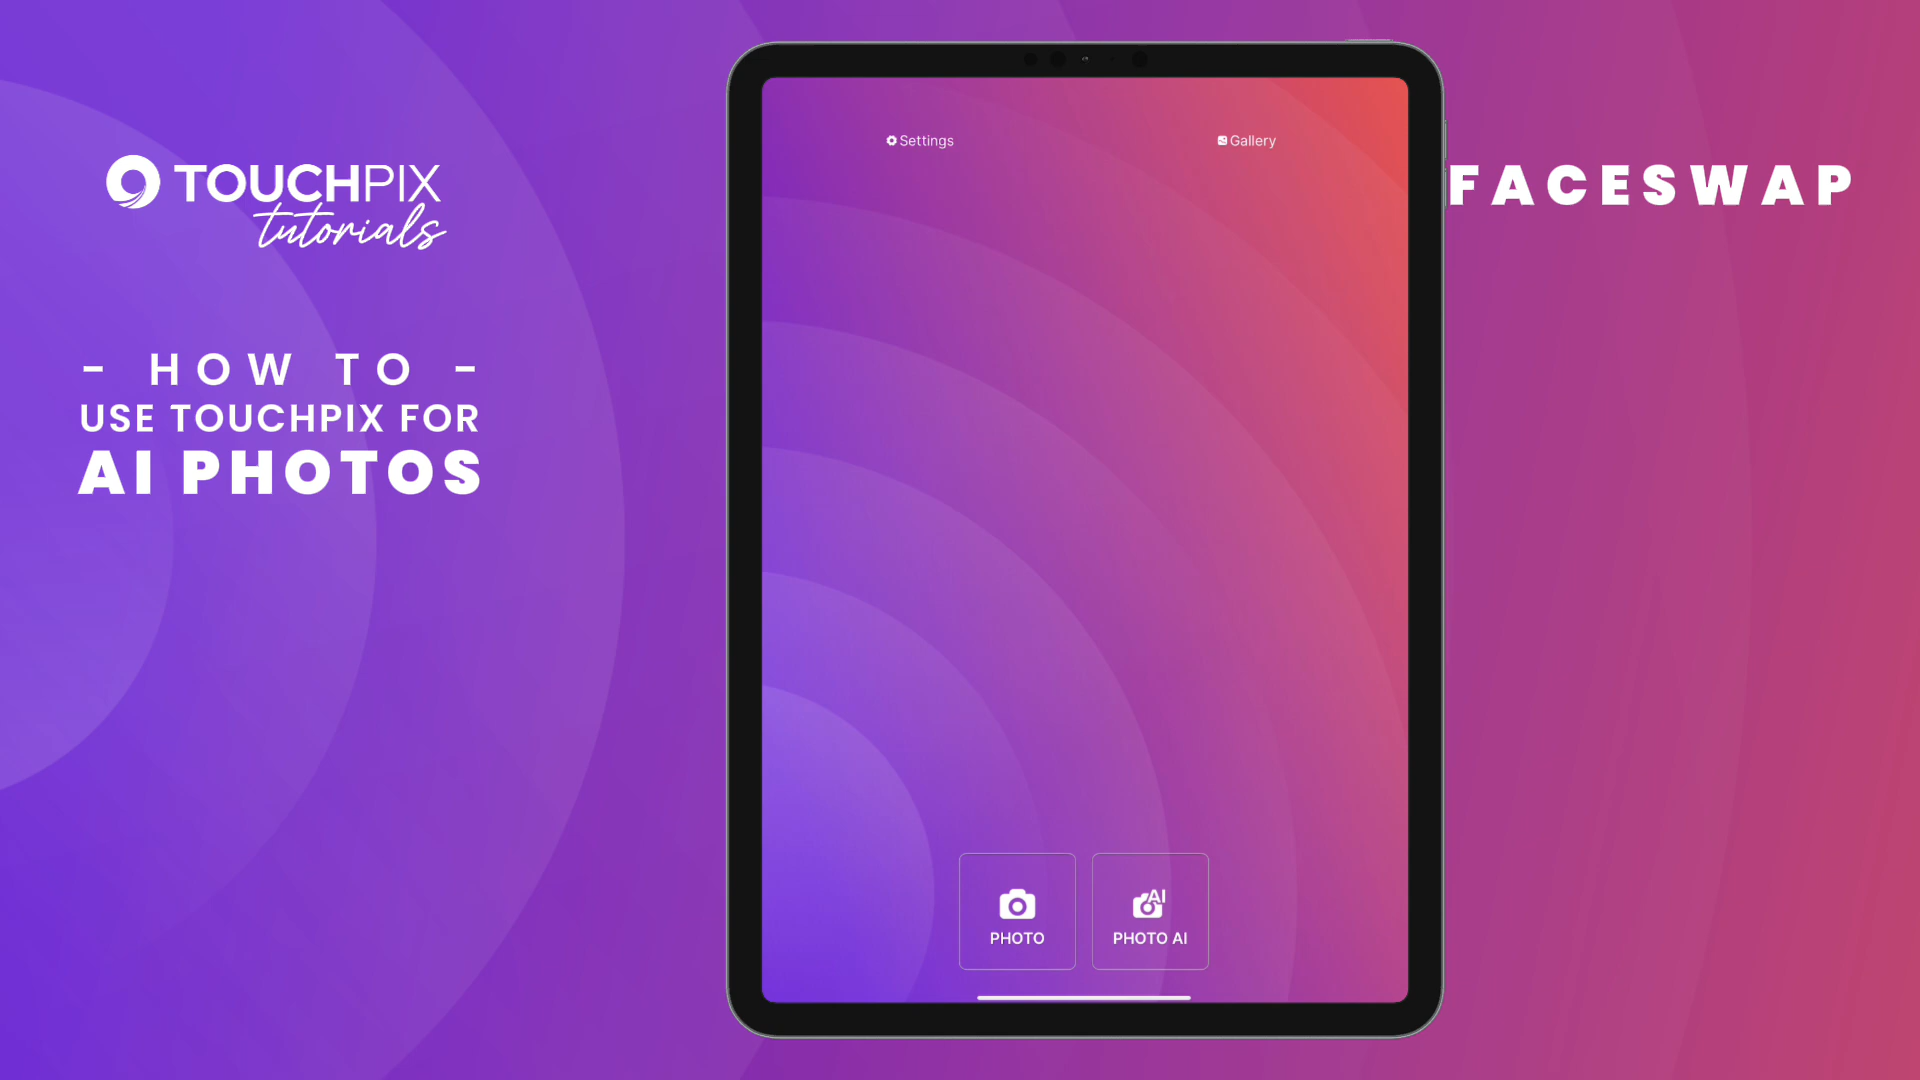 TOUCHPIX
tutorials
- HOW TO -
USE TOUCHPIX FOR
AI PHOTOS
Settings
Gallery
AI
PHOTO
PHOTO AI
FACESWAP